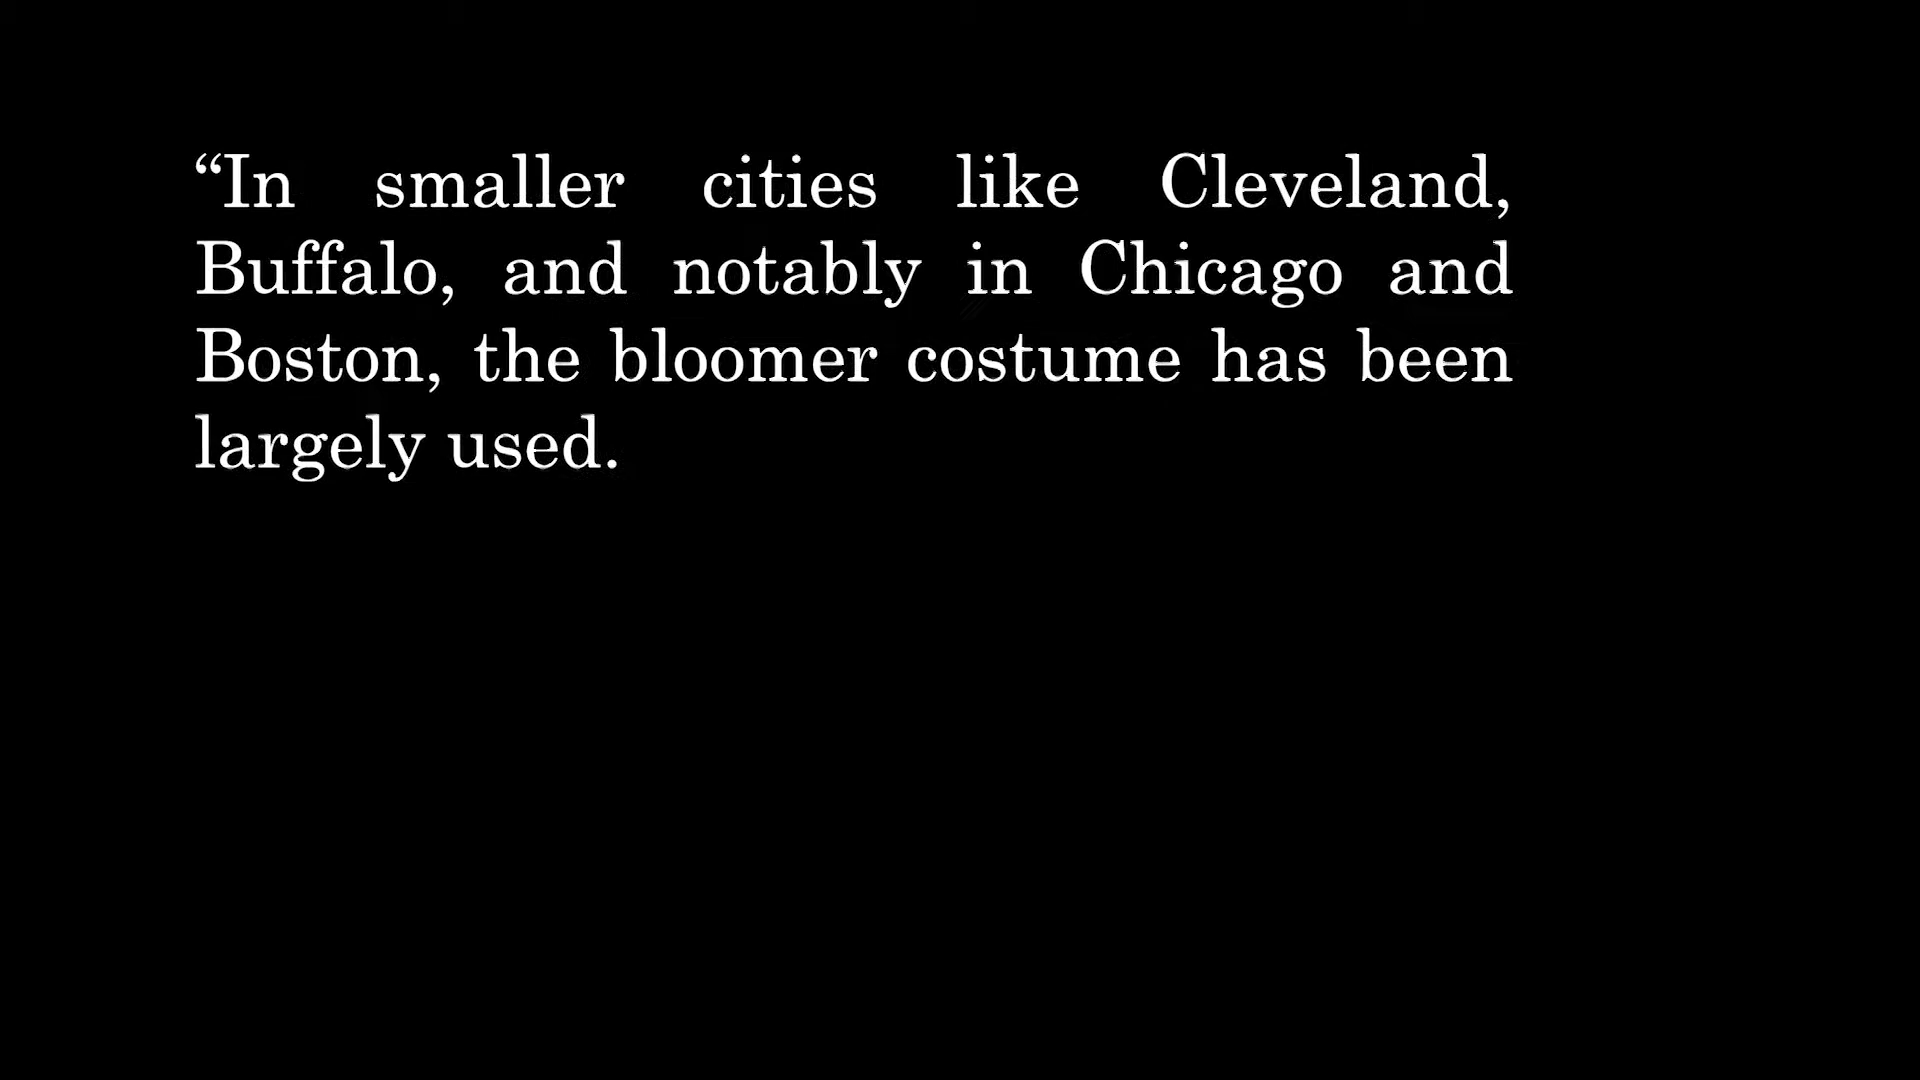 “In smaller cities like Cleveland,
Buffalo, and notably in Chicago and
Boston, the bloomer costume has been
largely used.